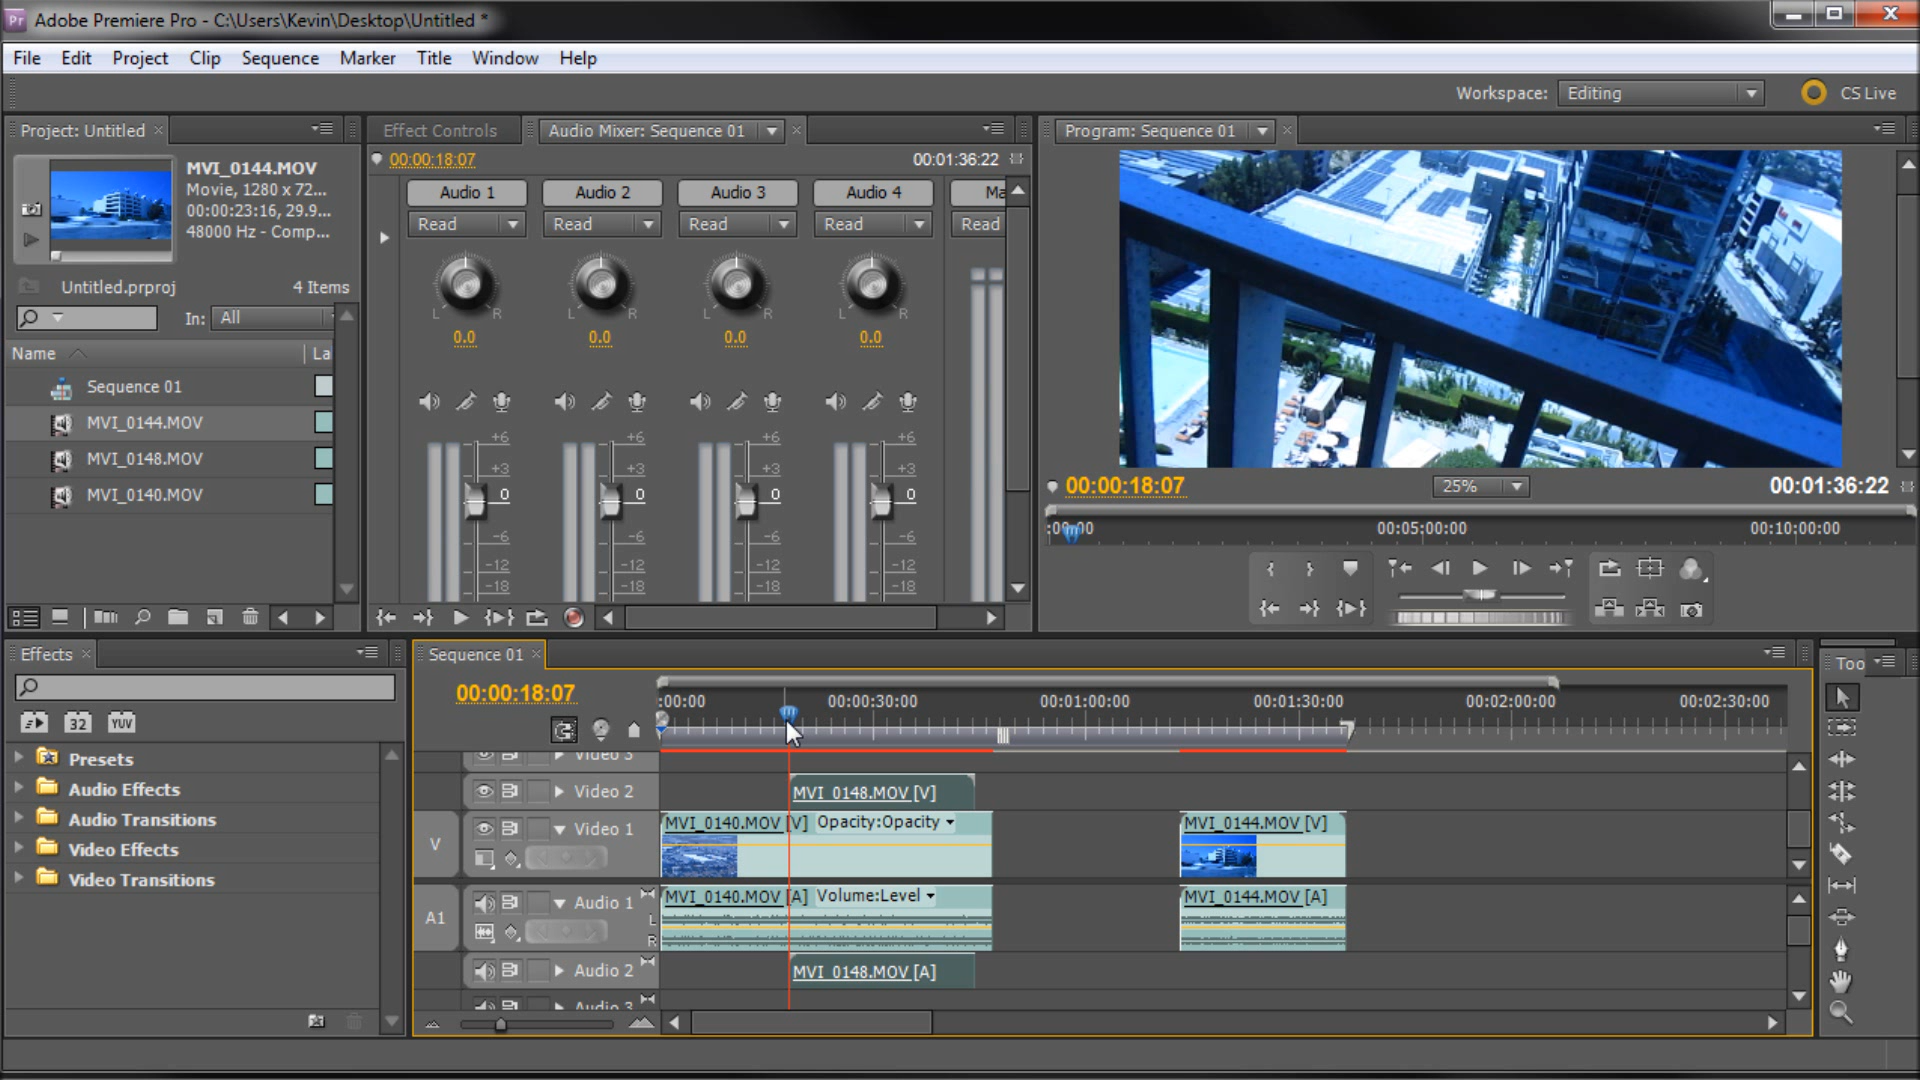 Pr Adobe Premiere Pro - C:\Users\Kevin\Desktop\Untitled *
File Edit Project Clip Sequence Marker Title Window Help
Workspace: Editing CS Live
Project: Untitled
MVI_0144.MOV
Movie, 1280 x 72...
00:00:23:16, 29.9...
48000 Hz - Comp...
Untitled.prproj 4 Items
In: All
Name La
Sequence 01
MVI_0144.MOV
MVI_0148.MOV
MVI_0140.MOV
Effect Controls Audio Mixer: Sequence 01
00:00:18:07 00:01:36:22
Audio 1 Audio 2 Audio 3 Audio 4 Ma
Read Read Read Read Read
L R L R L R L R
0.0 0.0 0.0 0.0
+6 +6 +6 +6
+3 +3 +3 +3
0 0 0 0
-6 -6 -6 -6
-12 -12 -12 -12
-18 -18 -18 -18
Program: Sequence 01
00:00:18:07 25% 00:01:36:22
00:05:00:00 00:10:00:00
Effects
32 YUV
Presets
Audio Effects
Audio Transitions
Video Effects
Video Transitions
Sequence 01
00:00:18:07
:00:00 00:00:30:00 00:01:00:00 00:01:30:00 00:02:00:00 00:02:30:00
Video 3
Video 2 MVI_0148.MOV [V]
V Video 1 MVI_0140.MOV [V] Opacity:Opacity MVI_0144.MOV [V]
A1 Audio 1 L R MVI_0140.MOV [A] Volume:Level MVI_0144.MOV [A]
Audio 2 MVI_0148.MOV [A]
Audio 3
Too